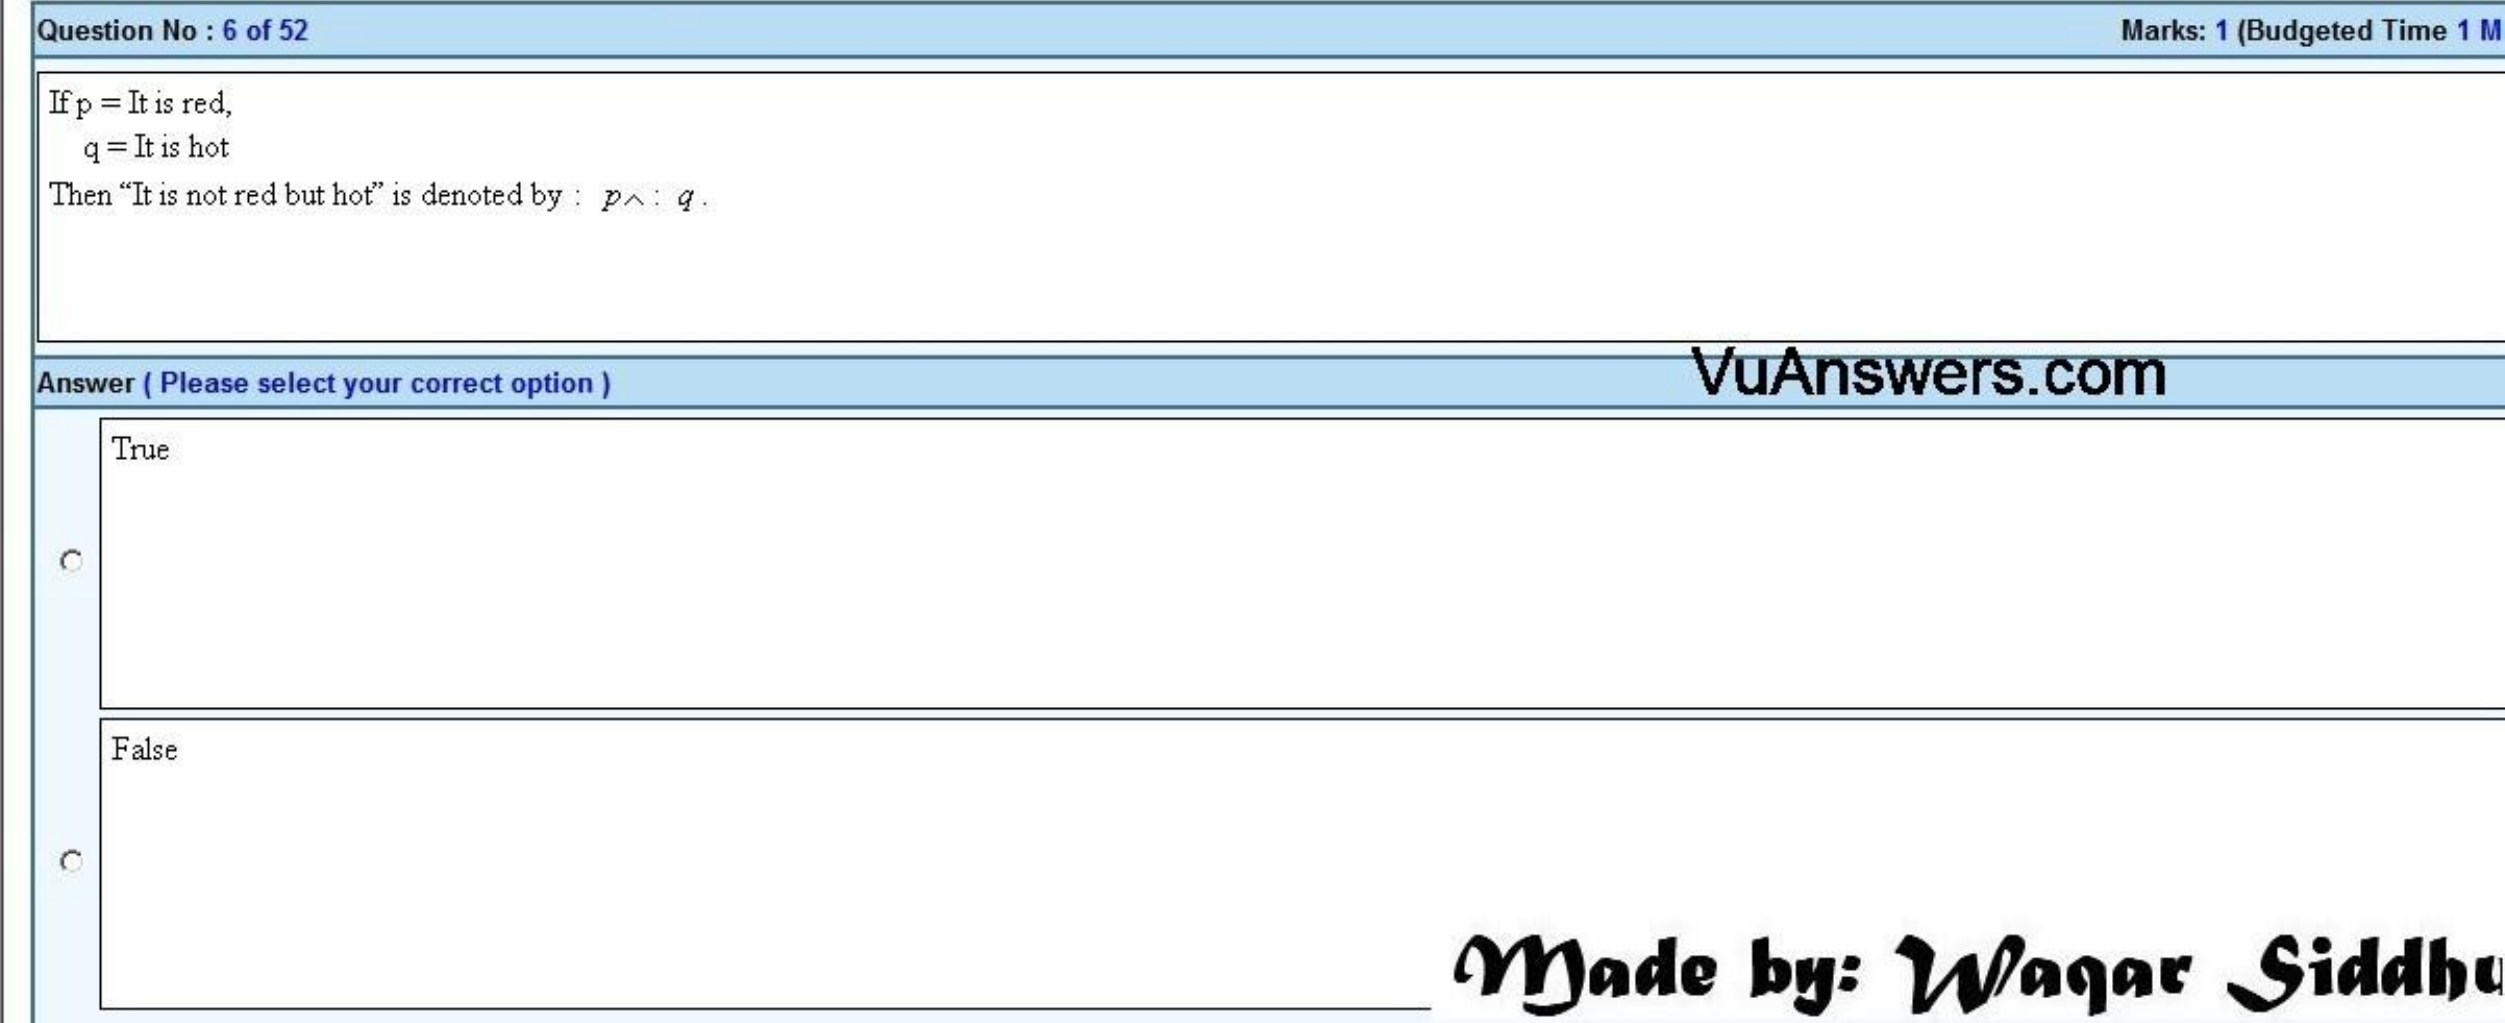 Question No : 6 of 52 Marks: 1 (Budgeted Time 1 M
If p = It is red,
q = It is hot
Then “It is not red but hot” is denoted by : p ∧ : q .
Answer ( Please select your correct option )
VuAnswers.com
True
False
Made by: Waqar Siddhu